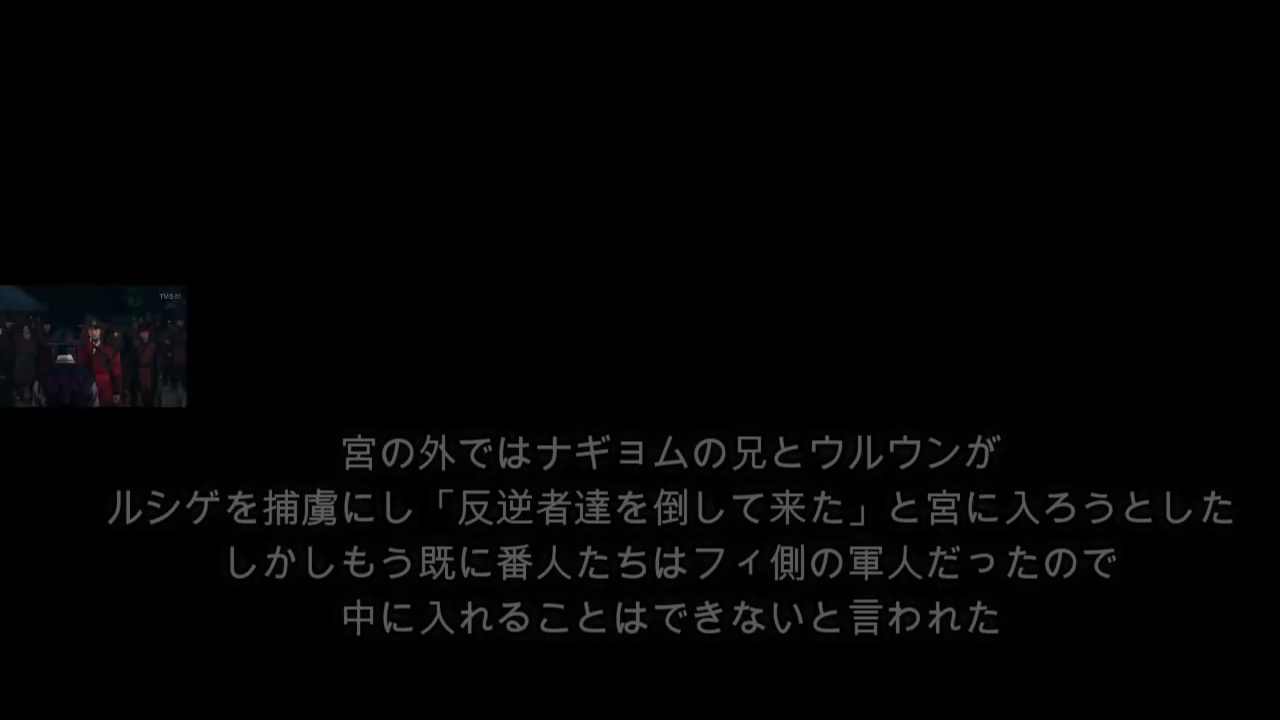 TV조선
宮の外ではナギョムの兄とウルウンが
ルシゲを捕虜にし「反逆者達を倒して来た」と宮に入ろうとした
しかしもう既に番人たちはフィ側の軍人だったので
中に入れることはできないと言われた